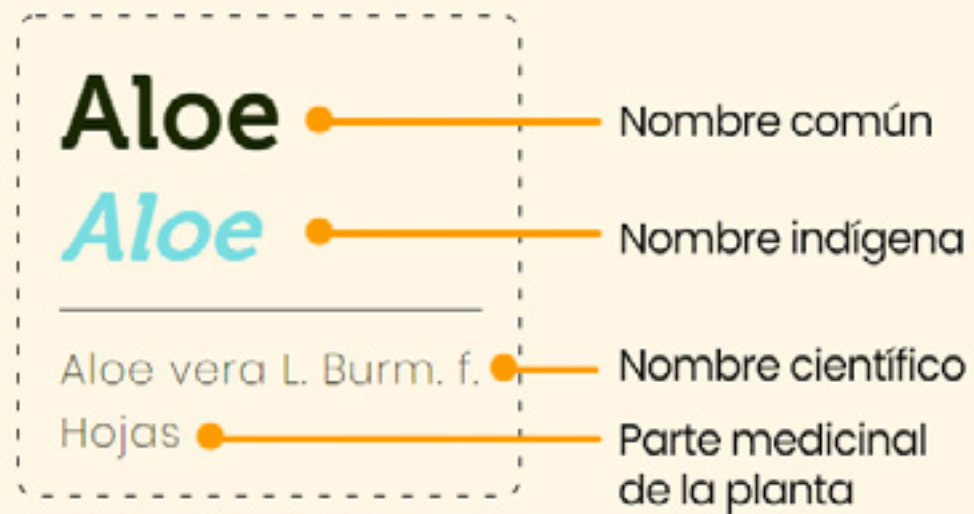 Aloe
Nombre común
Aloe
Nombre indígena
Aloe vera L. Burm. f.
Nombre científico
Hojas
Parte medicinal
de la planta